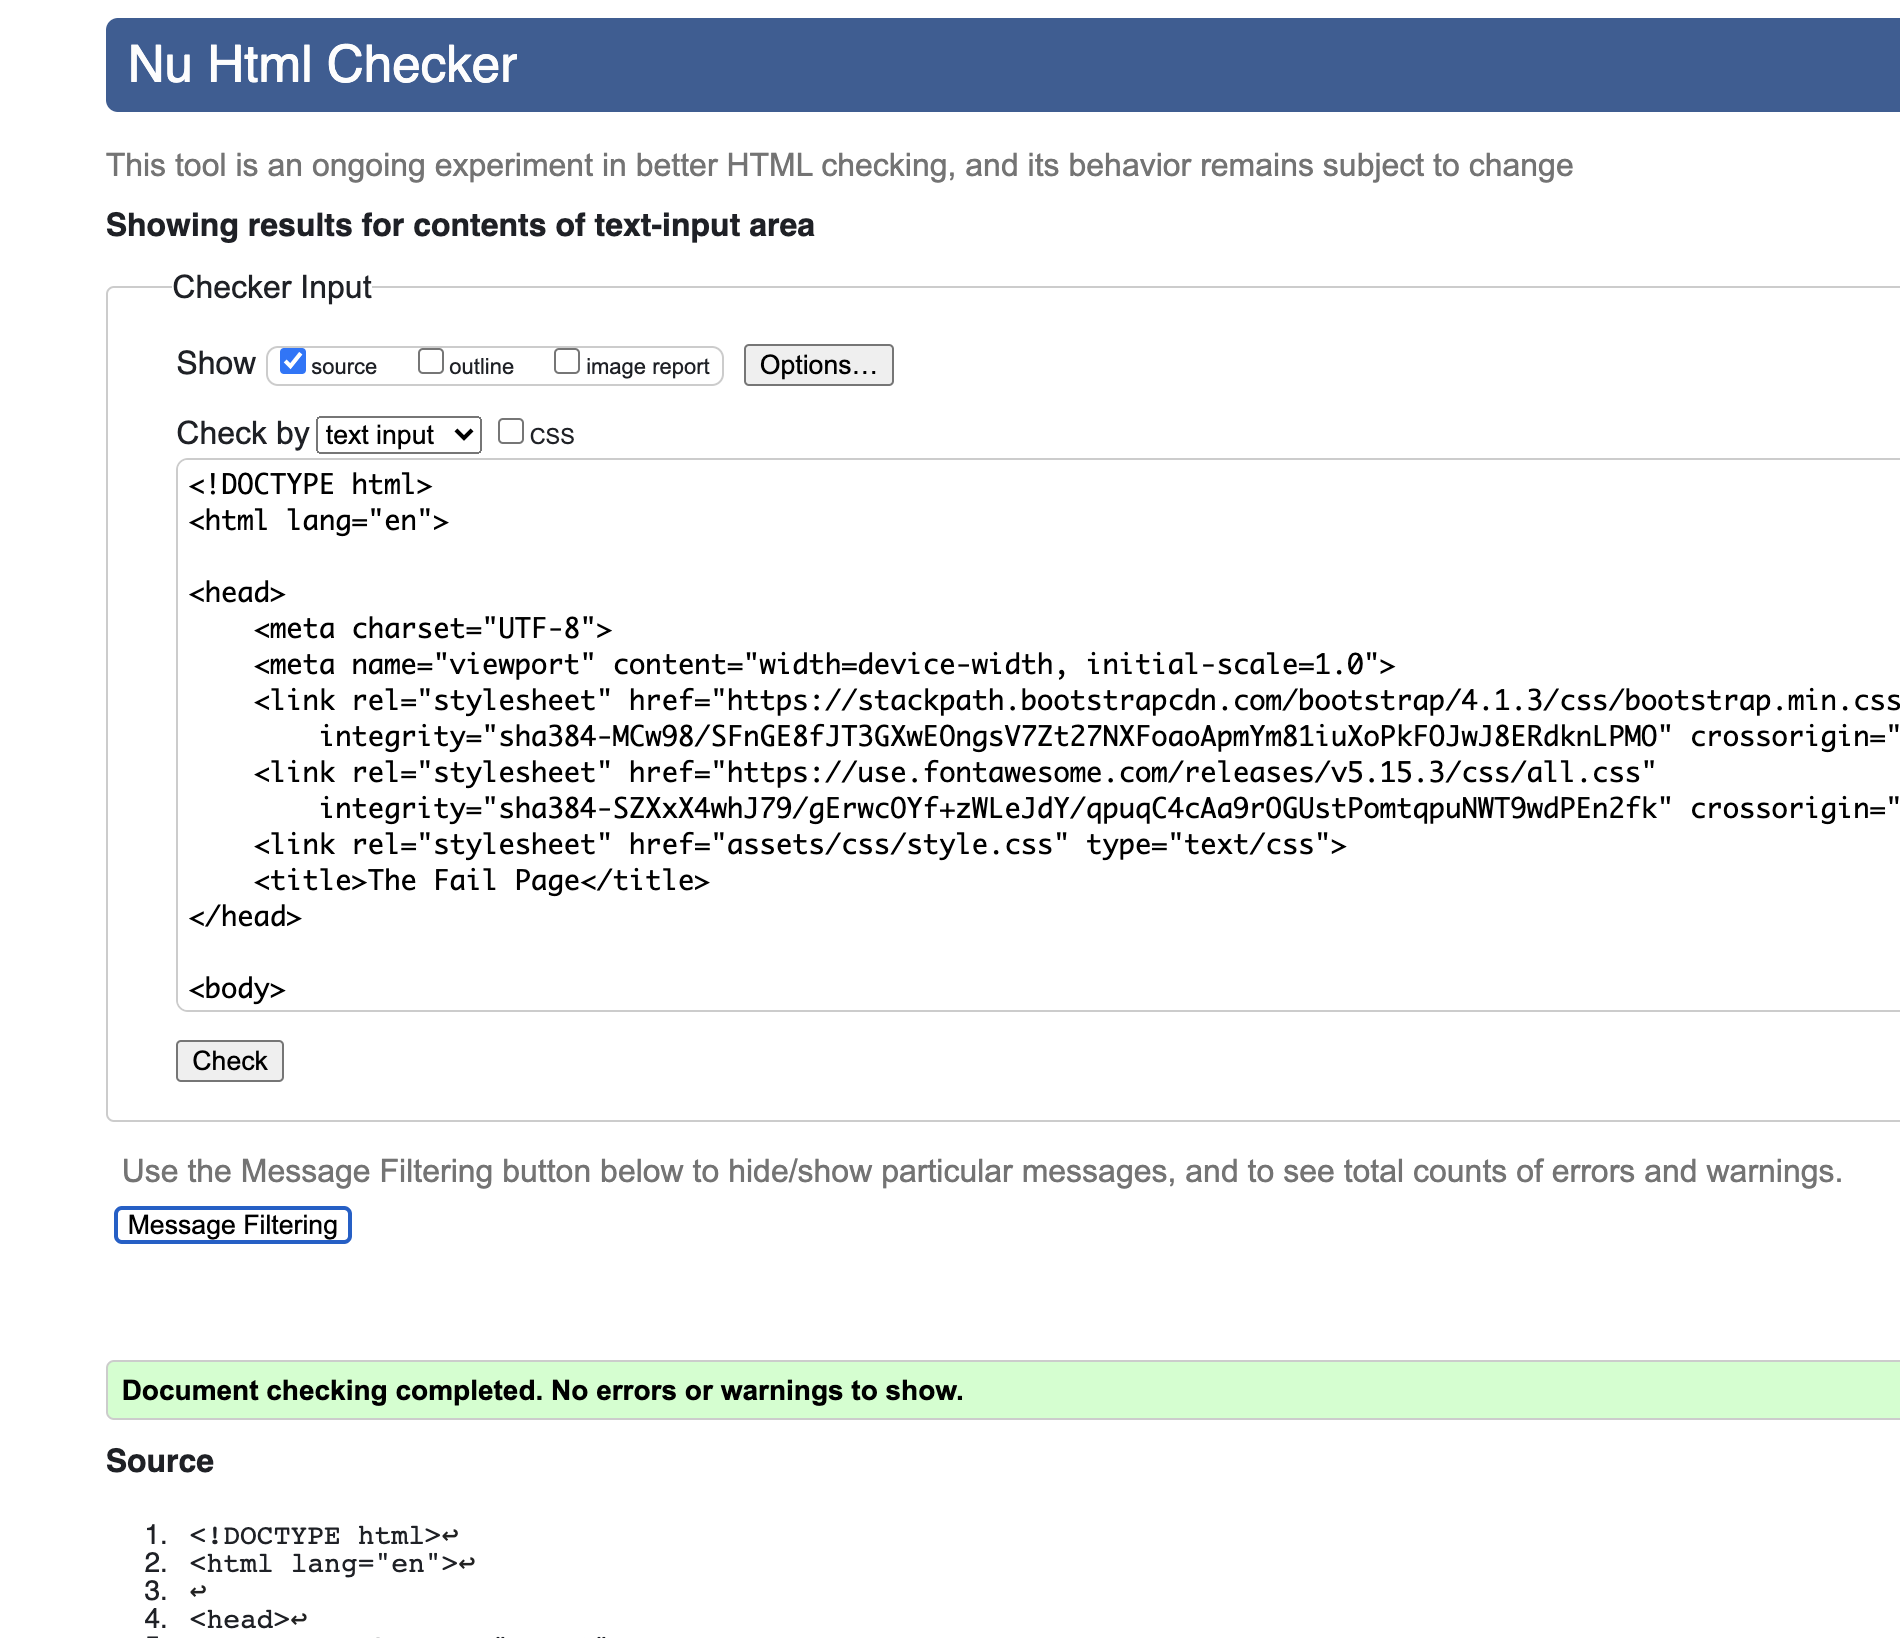 Nu Html Checker
This tool is an ongoing experiment in better HTML checking, and its behavior remains subject to change
Showing results for contents of text-input area
Checker Input
Show source outline image report Options...
Check by text input css
<!DOCTYPE html>
<html lang="en">
<head>
<meta charset="UTF-8">
<meta name="viewport" content="width=device-width, initial-scale=1.0">
<link rel="stylesheet" href="https://stackpath.bootstrapcdn.com/bootstrap/4.1.3/css/bootstrap.min.css
integrity="sha384-MCw98/SFnGE8fJT3GXwEOngsV7Zt27NXFoaoApmYm81iuXoPkFOJwJ8ERdknLPMO" crossorigin="
<link rel="stylesheet" href="https://use.fontawesome.com/releases/v5.15.3/css/all.css"
integrity="sha384-SZXxX4whJ79/gErwcOYf+zWLeJdY/qpuqC4cAa9rOGUstPomtqpuNWT9wdPEn2fk" crossorigin="
<link rel="stylesheet" href="assets/css/style.css" type="text/css">
<title>The Fail Page</title>
</head>
<body>
Check
Use the Message Filtering button below to hide/show particular messages, and to see total counts of errors and warnings.
Message Filtering
Document checking completed. No errors or warnings to show.
Source
1. <!DOCTYPE html>↩
2. <html lang="en">↩
3. ↩
4. <head>↩